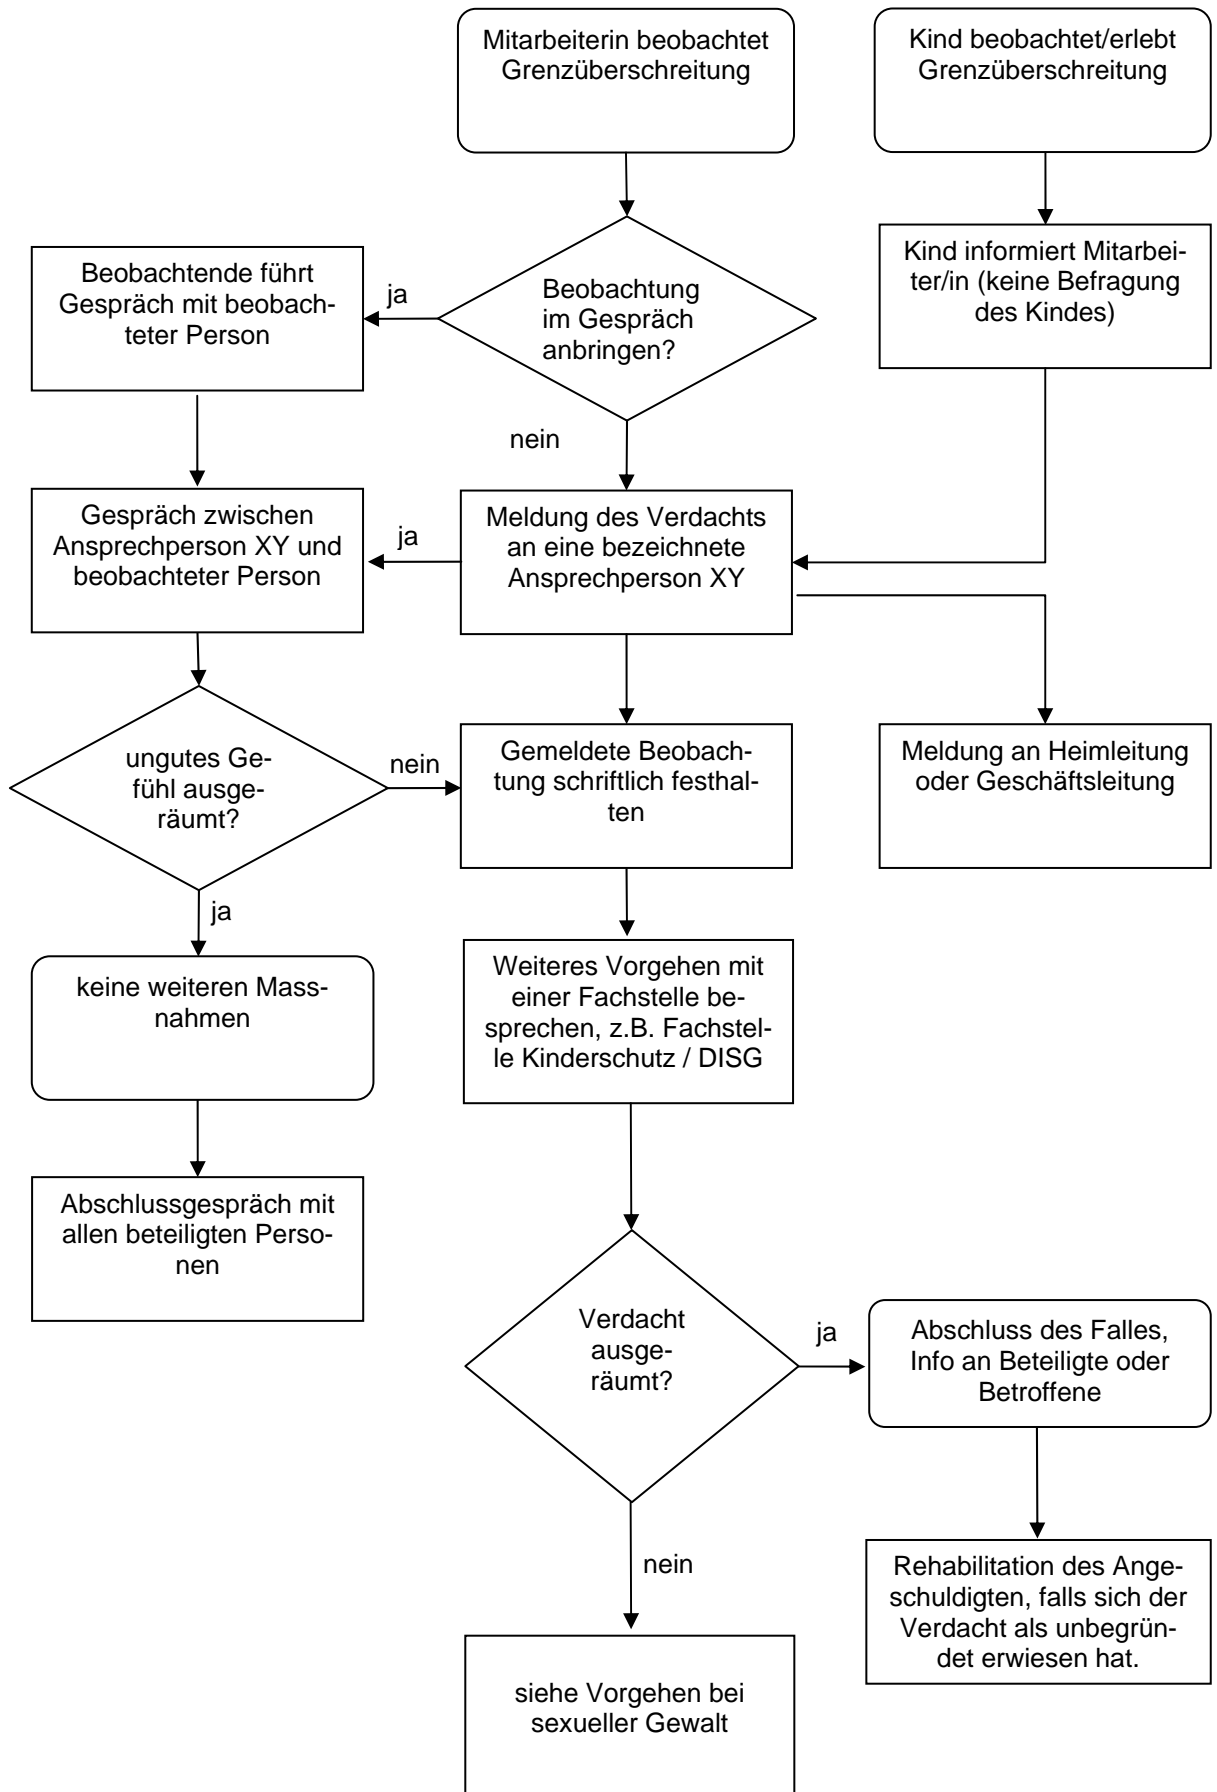 Mitarbeiterin beobachtet
Grenzüberschreitung
Kind beobachtet/erlebt
Grenzüberschreitung
Kind informiert Mitarbei-
ter/in (keine Befragung
des Kindes)
Beobachtende führt
Gespräch mit beobach-
teter Person
ja
Beobachtung
im Gespräch
anbringen?
nein
Gespräch zwischen
Ansprechperson XY und
beobachteter Person
ja
Meldung des Verdachts
an eine bezeichnete
Ansprechperson XY
ungutes Ge-
fühl ausge-
räumt?
nein
Gemeldete Beobach-
tung schriftlich festhal-
ten
Meldung an Heimleitung
oder Geschäftsleitung
ja
keine weiteren Mass-
nahmen
Weiteres Vorgehen mit
einer Fachstelle be-
sprechen, z.B. Fachstel-
le Kinderschutz / DISG
Abschlussgespräch mit
allen beteiligten Perso-
nen
Verdacht
ausge-
räumt?
ja
Abschluss des Falles,
Info an Beteiligte oder
Betroffene
nein
Rehabilitation des Ange-
schuldigten, falls sich der
Verdacht als unbegrün-
det erwiesen hat.
siehe Vorgehen bei
sexueller Gewalt